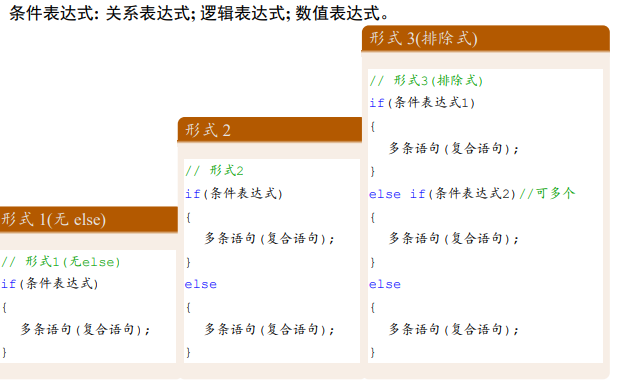 条件表达式: 关系表达式; 逻辑表达式; 数值表达式。
形式 1(无 else)
// 形式1(无else)
if(条件表达式)
{
多条语句(复合语句);
}
形式 2
// 形式2
if(条件表达式)
{
多条语句(复合语句);
}
else
{
多条语句(复合语句);
}
形式 3(排除式)
// 形式3(排除式)
if(条件表达式1)
{
多条语句(复合语句);
}
else if(条件表达式2)//可多个
{
多条语句(复合语句);
}
else
{
多条语句(复合语句);
}